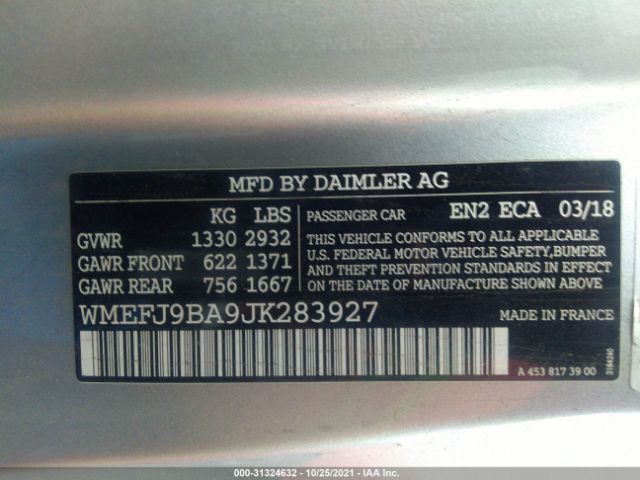 MFD BY DAIMLER AG
KG LBS
GVWR 1330 2932
GAWR FRONT 622 1371
GAWR REAR 756 1667
PASSENGER CAR EN2 ECA 03/18
THIS VEHICLE CONFORMS TO ALL APPLICABLE
U.S. FEDERAL MOTOR VEHICLE SAFETY,BUMPER
AND THEFT PREVENTION STANDARDS IN EFFECT
ON THE DATE OF MANUFACTURE SHOWN ABOVE.
WMEFJ9BA9JK283927 MADE IN FRANCE
A 453 817 39 00
000-31324632 - 10/25/2021 - IAA Inc.